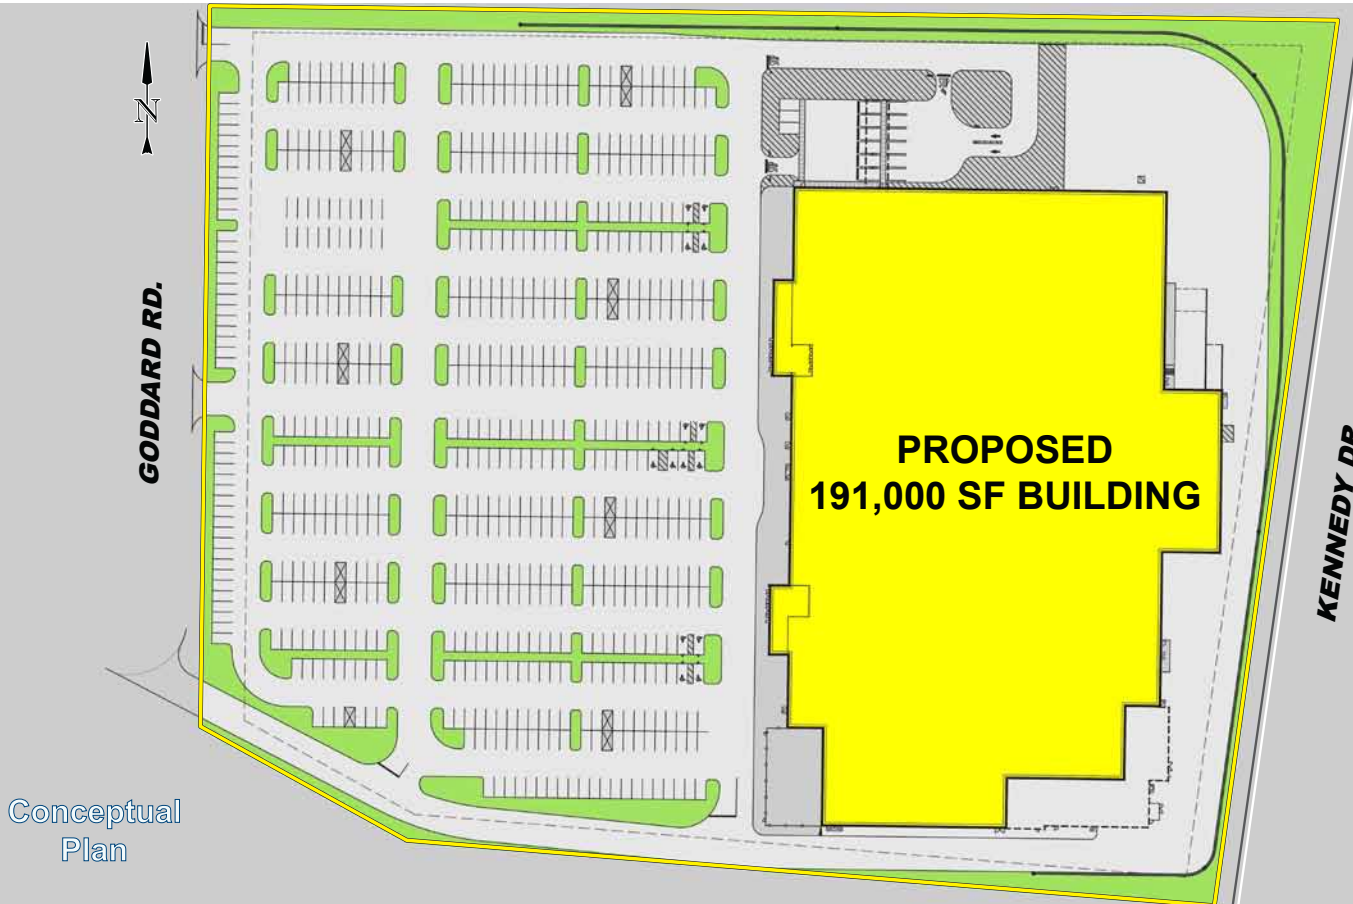 N
GODDARD RD.
PROPOSED
191,000 SF BUILDING
KENNEDY DR
Conceptual
Plan